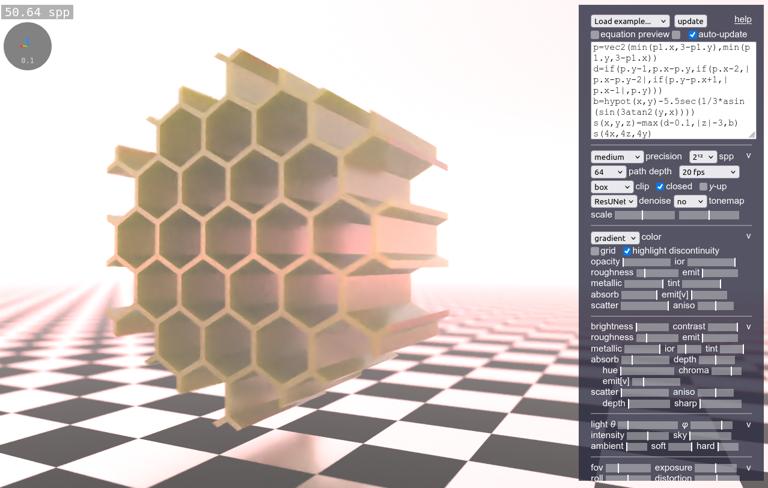 50.64 spp
0.1
Load example... update help
equation preview auto-update
p=vec2(min(p1.x,3-p1.y),min(p
1.y,3-p1.x))
d=if(p.y-1,p.x-p.y,if(p.x-2,|
p.x-p.y-2|,if(p.y-p.x+1,|
p.x-1|,p.y)))
b=hypot(x,y)-5.5sec(1/3*asin
(sin(3atan2(y,x))))
s(x,y,z)=max(d-0.1,|z|-3,b)
s(4x,4z,4y)
medium precision 2¹² spp v
64 path depth 20 fps
box clip closed y-up
ResUNet denoise no tonemap
scale
gradient color v
grid highlight discontinuity
opacity ior
roughness emit
metallic tint
absorb emit[v]
scatter aniso
brightness contrast v
roughness emit
metallic ior tint
absorb depth
hue chroma
emit[v]
scatter aniso
depth sharp
light θ φ v
intensity sky
ambient soft hard
fov exposure v
roll distortion